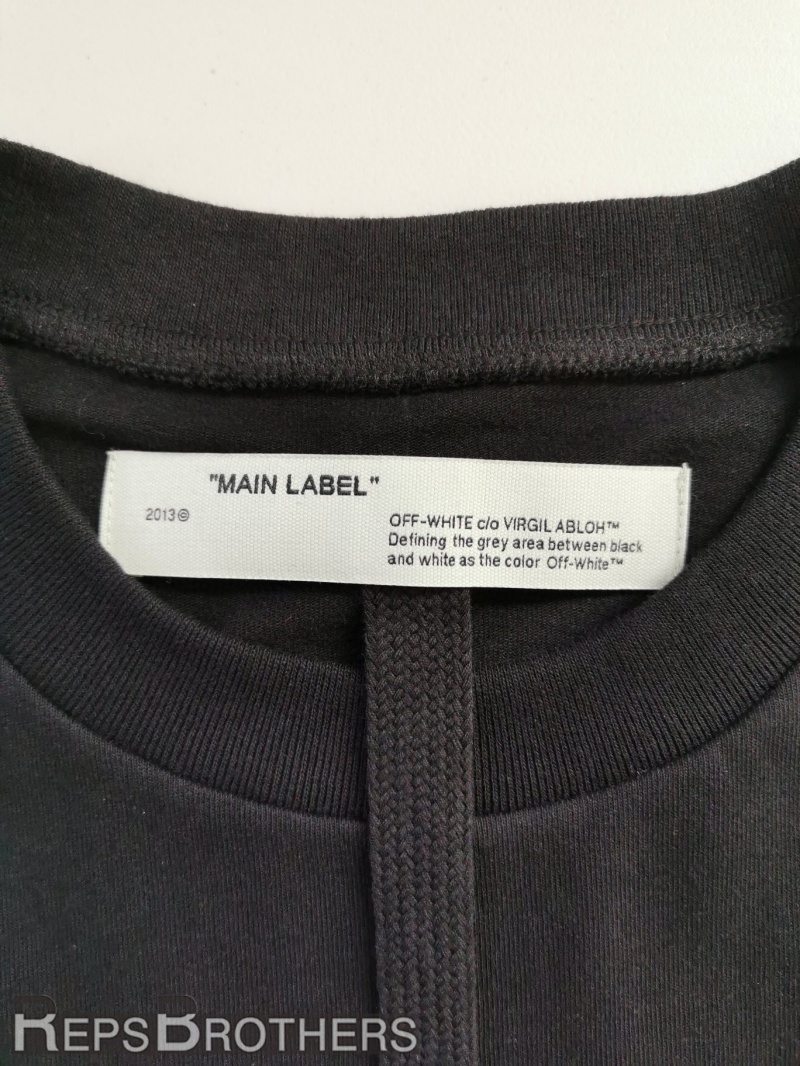 "MAIN LABEL"
2013©
OFF-WHITE c/o VIRGIL ABLOH™
Defining the grey area between black
and white as the color Off-White™
REPSBROTHERS